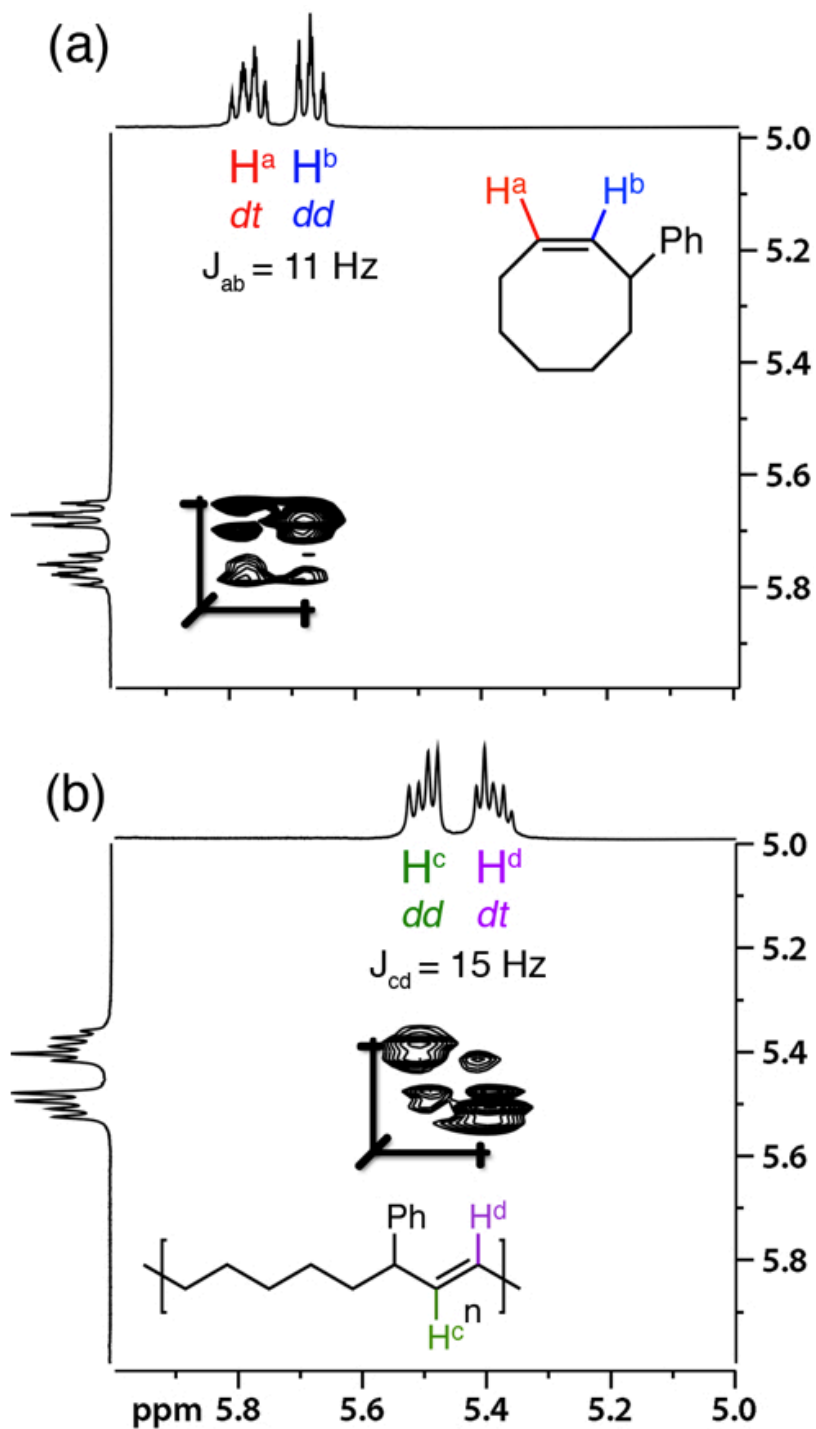 (a)
5.0
Hᵃ Hᵇ
dt dd
J_ab = 11 Hz
Hᵃ Hᵇ
Ph
5.2
5.4
5.6
5.8
(b)
5.0
Hᶜ Hᵈ
dd dt
J_cd = 15 Hz
5.2
5.4
5.6
5.8
Ph Hᵈ
n
Hᶜ
ppm 5.8 5.6 5.4 5.2 5.0